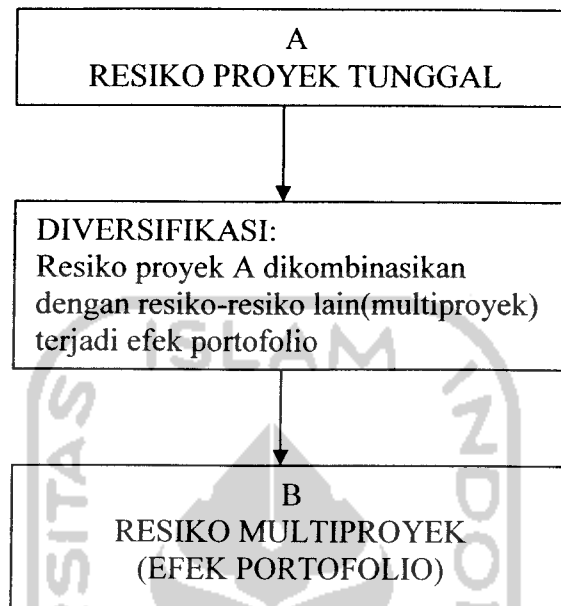 A
RESIKO PROYEK TUNGGAL
DIVERSIFIKASI:
Resiko proyek A dikombinasikan
dengan resiko-resiko lain(multiproyek)
terjadi efek portofolio
ISLAM
B
RESIKO MULTIPROYEK
(EFEK PORTOFOLIO)